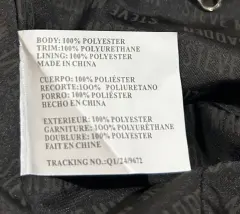 BODY: 100% POLYESTER
TRIM:100% POLYURETHANE
LINING: 100% POLYESTER
MADE IN CHINA
CUERPO: 100% POLIÉSTER
RECORTE:100% POLIURETANO
FORRO: 100% POLIÉSTER
HECHO EN CHINA
EXTERIEUR: 100% POLYESTER
GARNITURE: 100% POLYURÉTHANE
DOUBLURE: 100% POLYESTER
FAIT EN CHINE
TRACKING NO.:Q1/24/9671